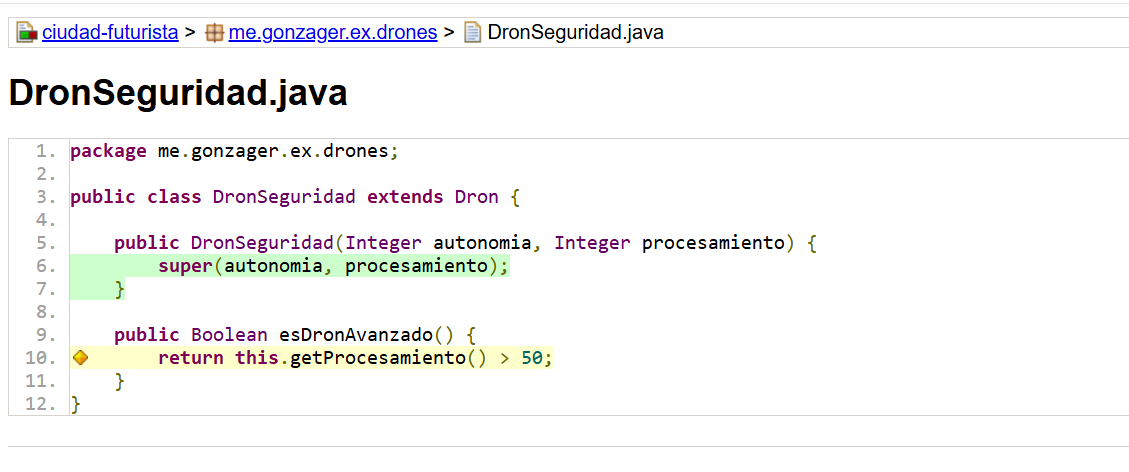 ciudad-futurista > me.gonzager.ex.drones > DronSeguridad.java
DronSeguridad.java
1. package me.gonzager.ex.drones;
2.
3. public class DronSeguridad extends Dron {
4.
5.     public DronSeguridad(Integer autonomia, Integer procesamiento) {
6.         super(autonomia, procesamiento);
7.     }
8.
9.     public Boolean esDronAvanzado() {
10.         return this.getProcesamiento() > 50;
11.     }
12. }